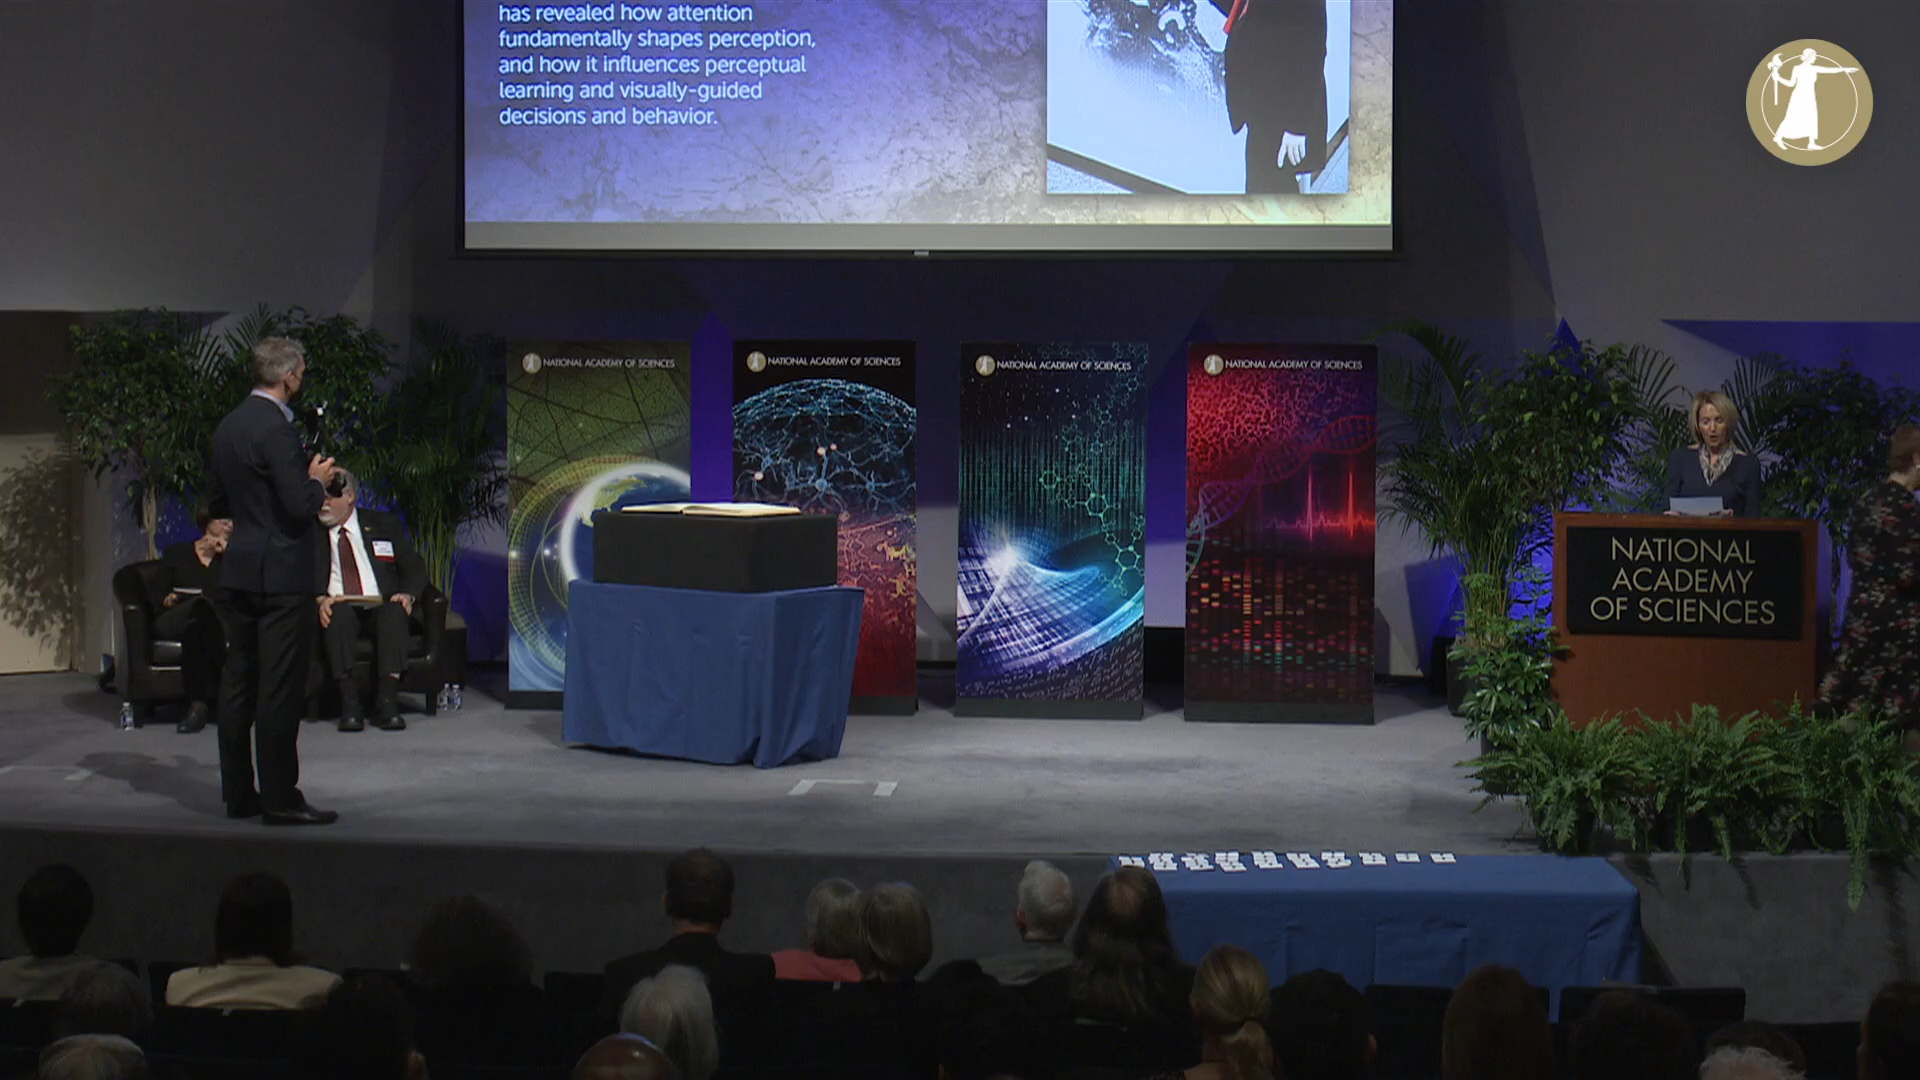 has revealed how attention
fundamentally shapes perception,
and how it influences perceptual
learning and visually-guided
decisions and behavior.
NATIONAL ACADEMY OF SCIENCES
NATIONAL ACADEMY OF SCIENCES
NATIONAL ACADEMY OF SCIENCES
NATIONAL ACADEMY OF SCIENCES
NATIONAL
ACADEMY
OF SCIENCES